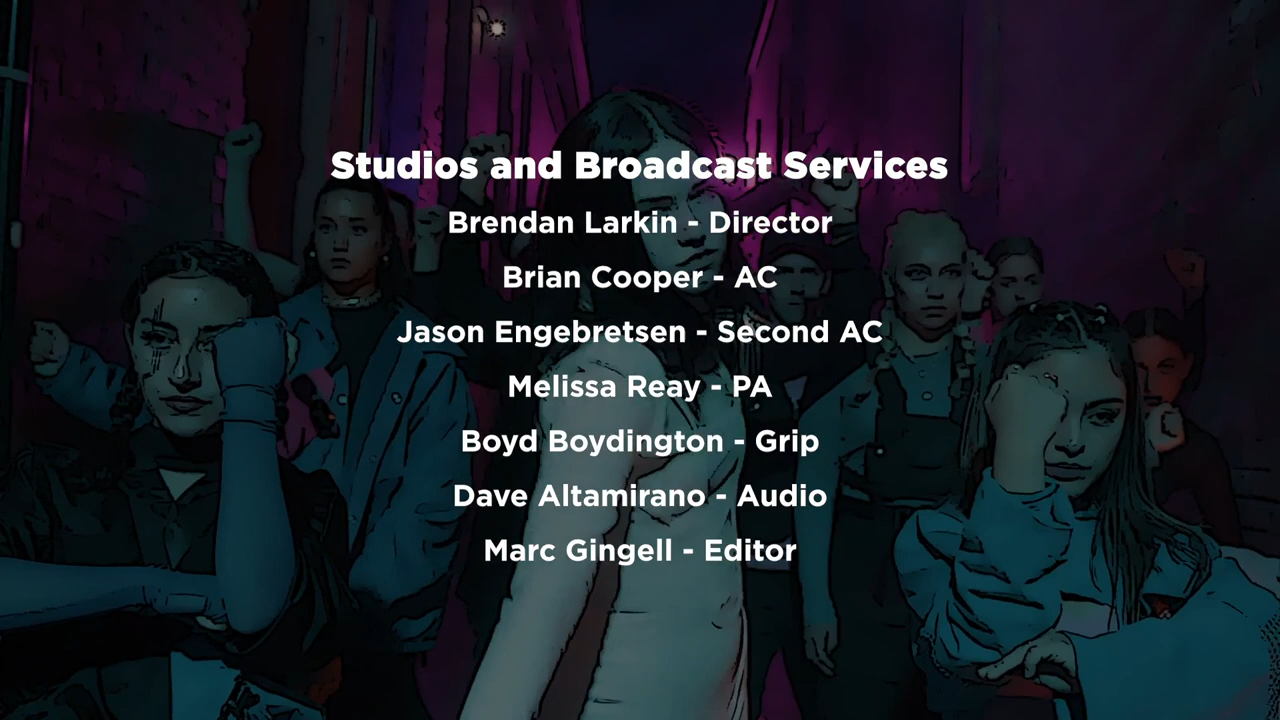 Studios and Broadcast Services
Brendan Larkin - Director
Brian Cooper - AC
Jason Engebretsen - Second AC
Melissa Reay - PA
Boyd Boydington - Grip
Dave Altamirano - Audio
Marc Gingell - Editor